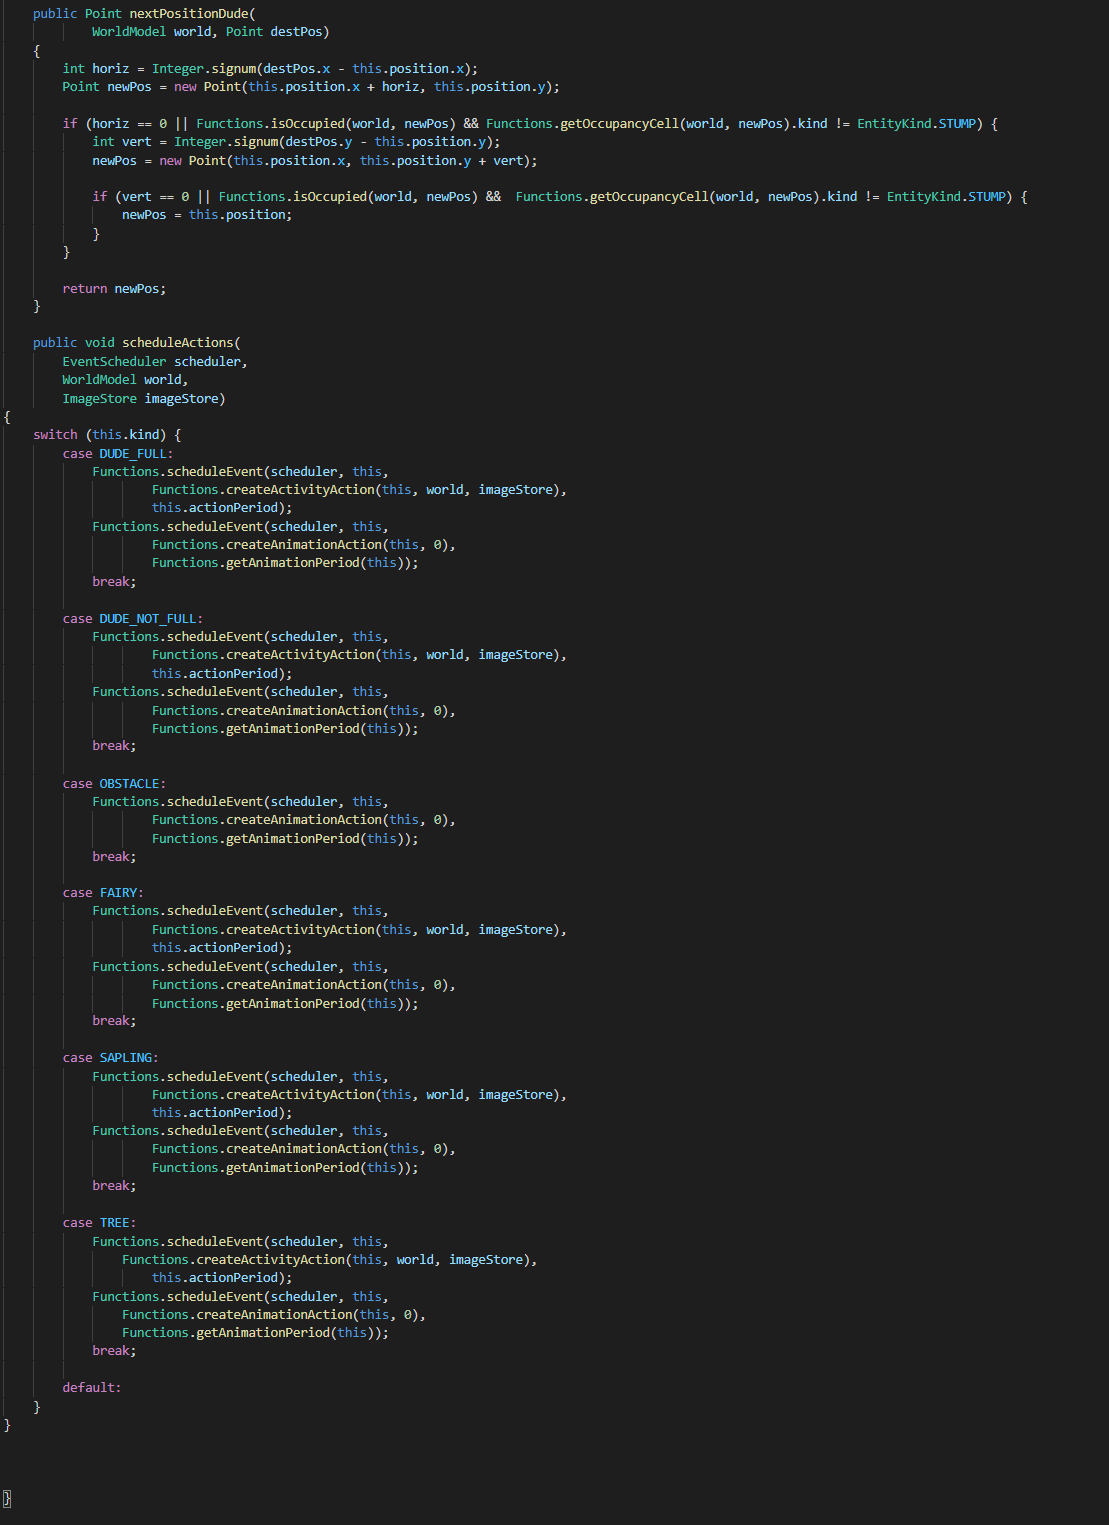 public Point nextPositionDude(
WorldModel world, Point destPos)
{
int horiz = Integer.signum(destPos.x - this.position.x);
Point newPos = new Point(this.position.x + horiz, this.position.y);
if (horiz == 0 || Functions.isOccupied(world, newPos) && Functions.getOccupancyCell(world, newPos).kind != EntityKind.STUMP) {
int vert = Integer.signum(destPos.y - this.position.y);
newPos = new Point(this.position.x, this.position.y + vert);
if (vert == 0 || Functions.isOccupied(world, newPos) &&  Functions.getOccupancyCell(world, newPos).kind != EntityKind.STUMP) {
newPos = this.position;
}
}
return newPos;
}
public void scheduleActions(
EventScheduler scheduler,
WorldModel world,
ImageStore imageStore)
{
switch (this.kind) {
case DUDE_FULL:
Functions.scheduleEvent(scheduler, this,
Functions.createActivityAction(this, world, imageStore),
this.actionPeriod);
Functions.scheduleEvent(scheduler, this,
Functions.createAnimationAction(this, 0),
Functions.getAnimationPeriod(this));
break;
case DUDE_NOT_FULL:
Functions.scheduleEvent(scheduler, this,
Functions.createActivityAction(this, world, imageStore),
this.actionPeriod);
Functions.scheduleEvent(scheduler, this,
Functions.createAnimationAction(this, 0),
Functions.getAnimationPeriod(this));
break;
case OBSTACLE:
Functions.scheduleEvent(scheduler, this,
Functions.createAnimationAction(this, 0),
Functions.getAnimationPeriod(this));
break;
case FAIRY:
Functions.scheduleEvent(scheduler, this,
Functions.createActivityAction(this, world, imageStore),
this.actionPeriod);
Functions.scheduleEvent(scheduler, this,
Functions.createAnimationAction(this, 0),
Functions.getAnimationPeriod(this));
break;
case SAPLING:
Functions.scheduleEvent(scheduler, this,
Functions.createActivityAction(this, world, imageStore),
this.actionPeriod);
Functions.scheduleEvent(scheduler, this,
Functions.createAnimationAction(this, 0),
Functions.getAnimationPeriod(this));
break;
case TREE:
Functions.scheduleEvent(scheduler, this,
Functions.createActivityAction(this, world, imageStore),
this.actionPeriod);
Functions.scheduleEvent(scheduler, this,
Functions.createAnimationAction(this, 0),
Functions.getAnimationPeriod(this));
break;
default:
}
}
}